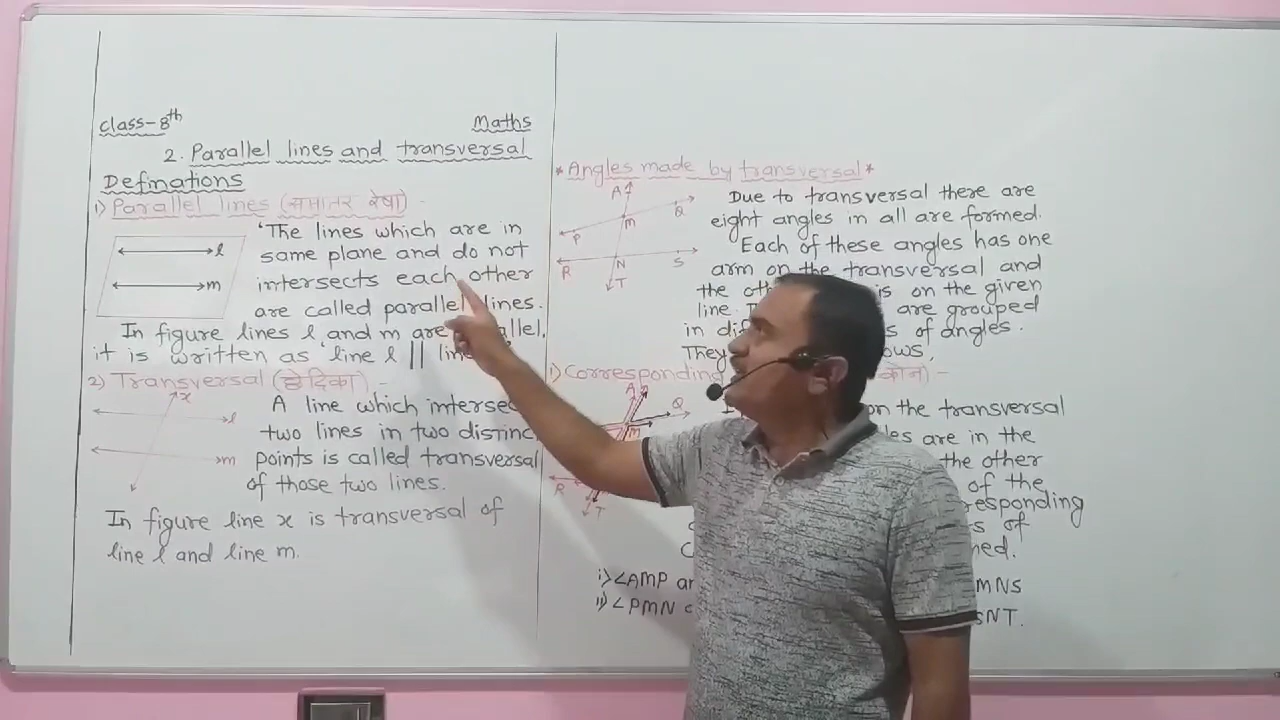 Class-8th
Maths
2. Parallel lines and transversal
Definations
1) Parallel lines (समातर रेषा) -
'The lines which are in
same plane and do not
intersects each other
are called parallel lines.
l
m
In figure lines l and m are
it is written as 'line l ||
2) Transversal (छेदिका) -
x
l
m
A line which
two lines in two
points is called transversal
of those two lines.
In figure line x is transversal of
line l and line m.
*Angles made by transversal*
A
Q
M
P
R
N
S
T
Due to transversal there are
eight angles in all are formed.
Each of these angles has one
arm on the transversal and
the is on the given
line. are grouped
in of angles.
They
1) Corresponding कोन) -
A
Q
M
R
T
on the transversal
are in the
the other
of the
of
i) ∠AMP MNS
ii) ∠PMN SNT.